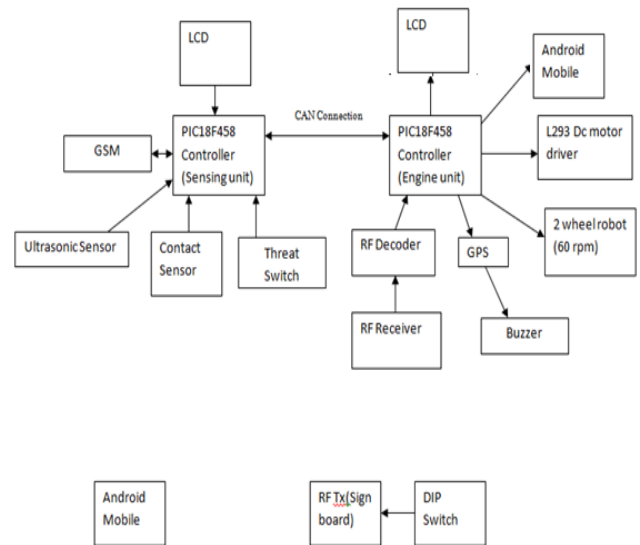 LCD
LCD
Android
Mobile
CAN Connection
PIC18F458
Controller
(Sensing unit)
PIC18F458
Controller
(Engine unit)
GSM
L293 Dc motor
driver
Ultrasonic Sensor
Contact
Sensor
Threat
Switch
RF Decoder
GPS
2 wheel robot
(60 rpm)
RF Receiver
Buzzer
Android
Mobile
RF Tx(Sign
board)
DIP
Switch